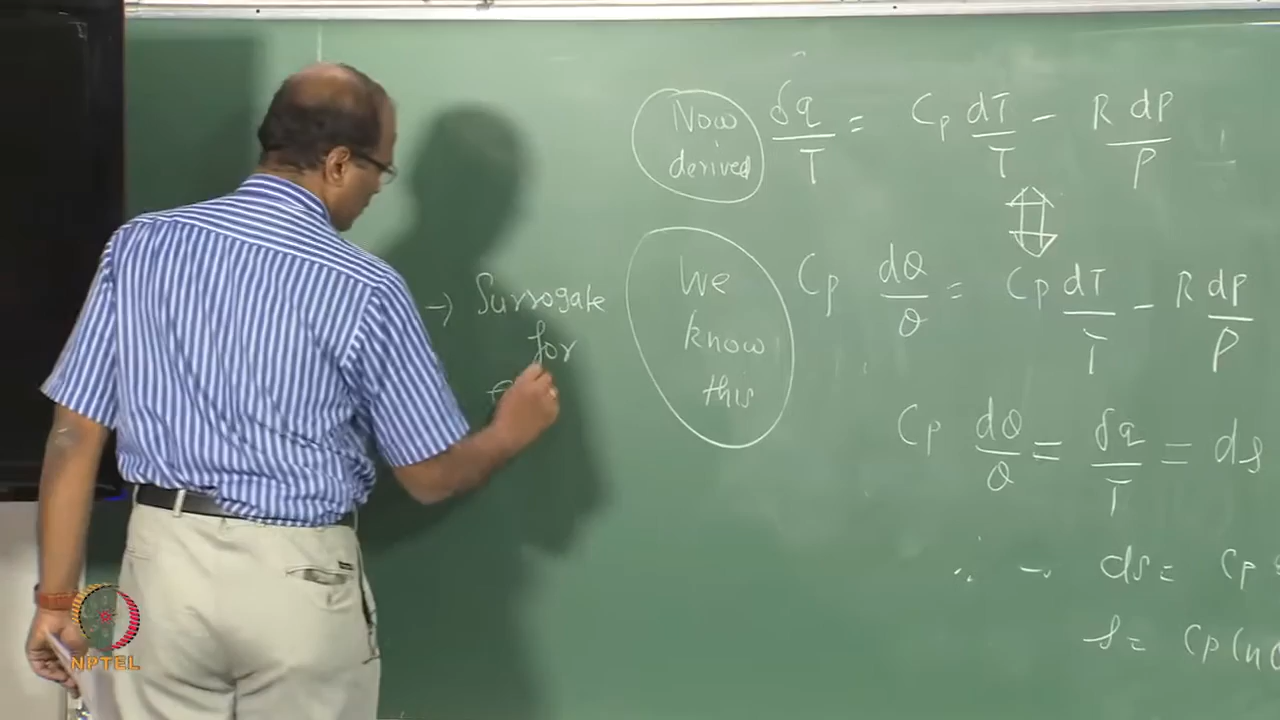 Now derived δq/T = Cp dT/T - R dP/P
We know this Cp dθ/θ = Cp dT/T - R dP/P
Cp dθ/θ = δq/T = ds
∴ → ds = Cp
s = Cp ln
→ Surrogate
for
NPTEL